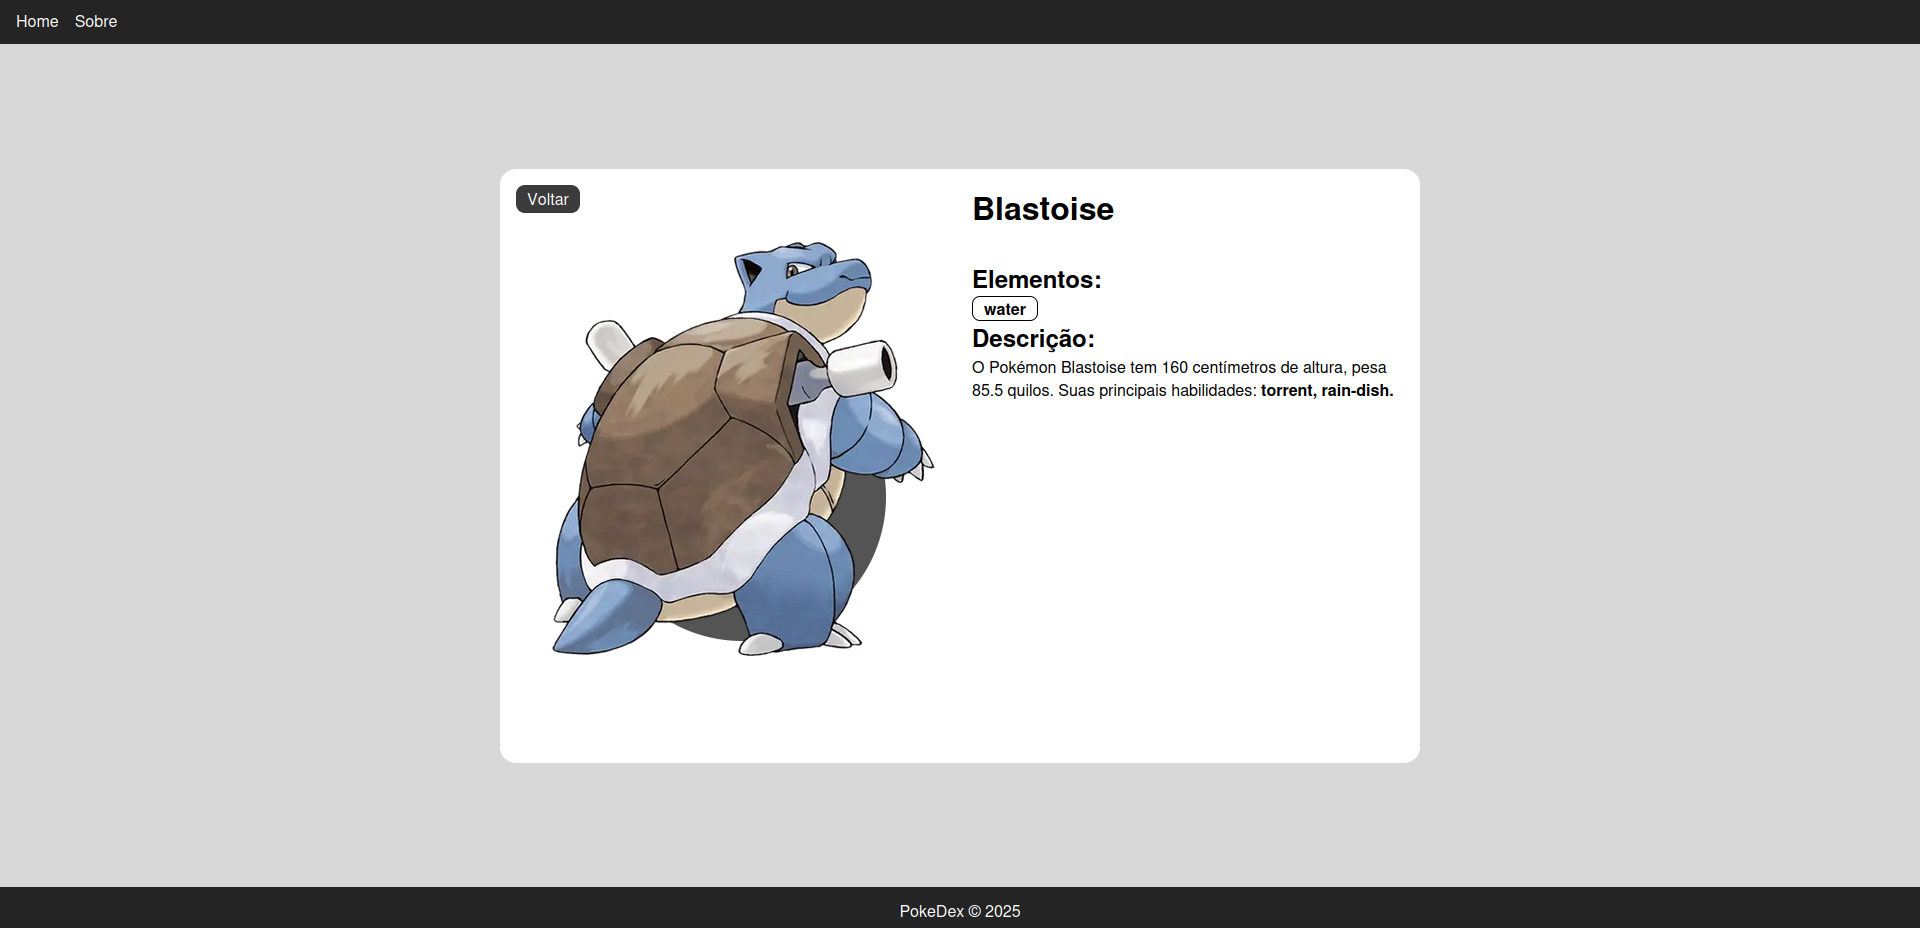 Home Sobre
Voltar
Blastoise
Elementos:
water
Descrição:
O Pokémon Blastoise tem 160 centímetros de altura, pesa
85.5 quilos. Suas principais habilidades: torrent, rain-dish.
PokeDex © 2025